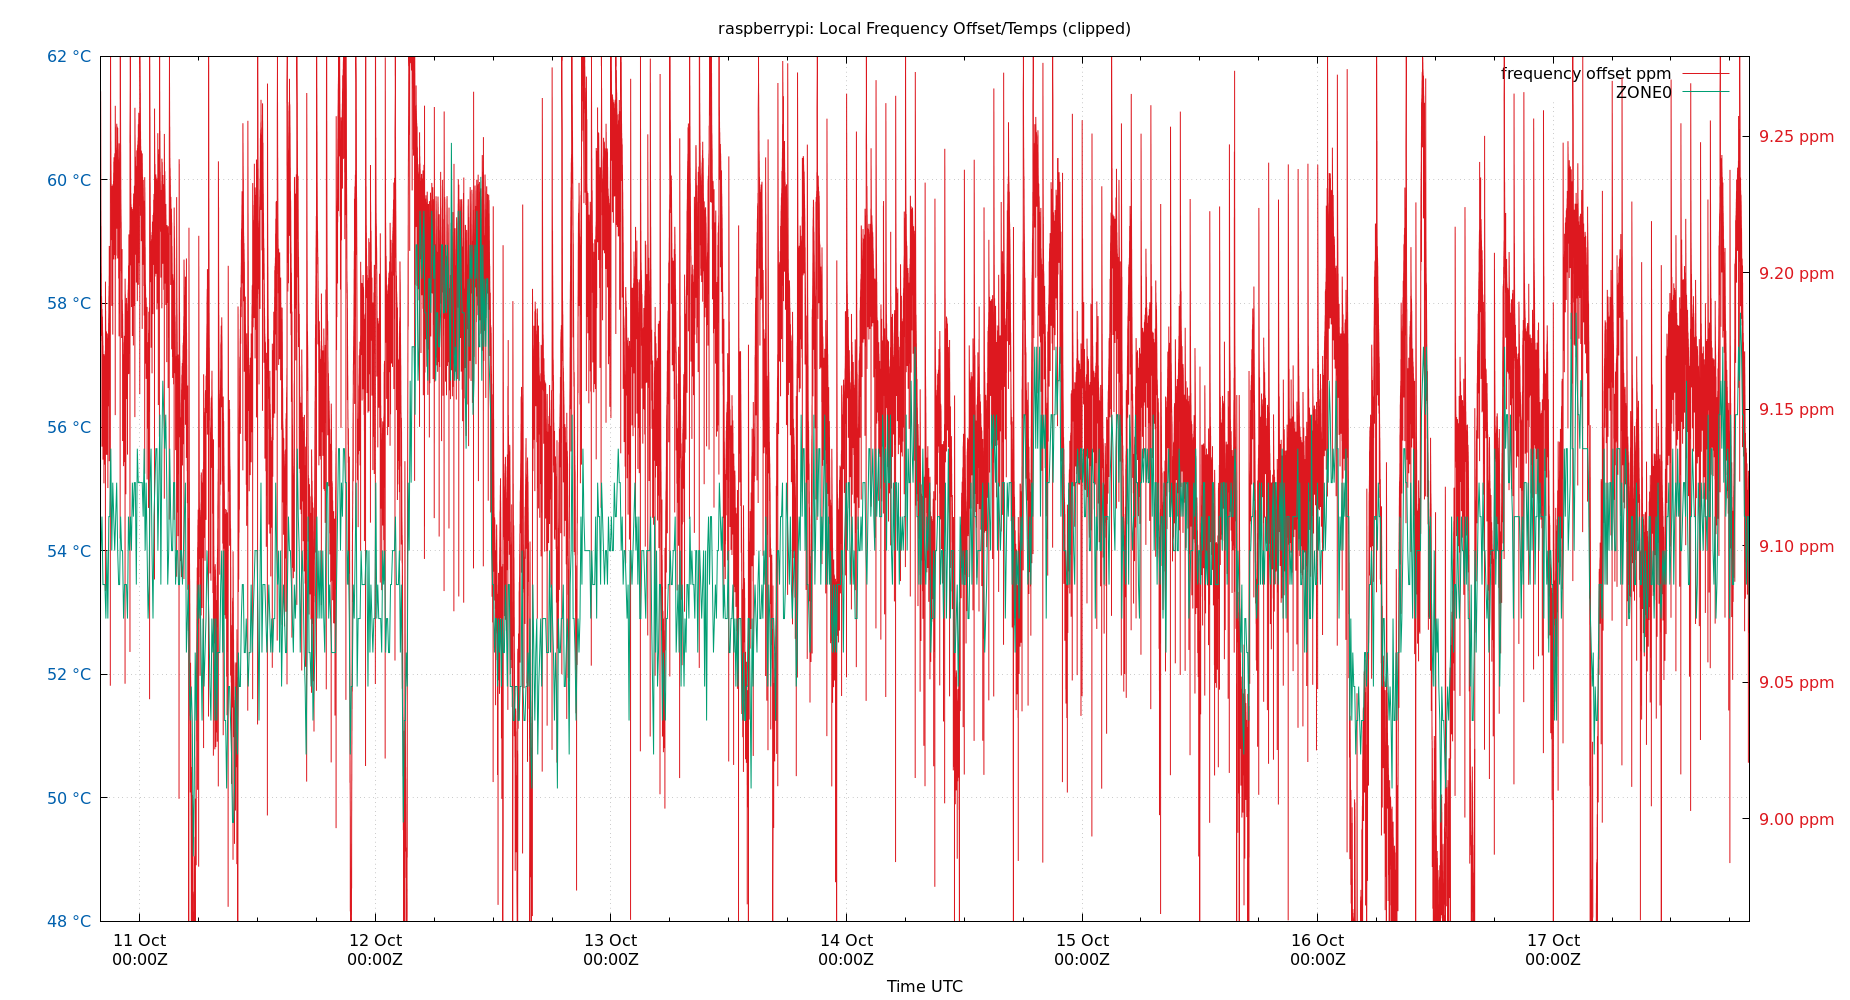 raspberrypi: Local Frequency Offset/Temps (clipped)
62 °C
60 °C
58 °C
56 °C
54 °C
52 °C
50 °C
48 °C
frequency offset ppm
ZONE0
9.25 ppm
9.20 ppm
9.15 ppm
9.10 ppm
9.05 ppm
9.00 ppm
11 Oct
00:00Z
12 Oct
00:00Z
13 Oct
00:00Z
14 Oct
00:00Z
15 Oct
00:00Z
16 Oct
00:00Z
17 Oct
00:00Z
Time UTC